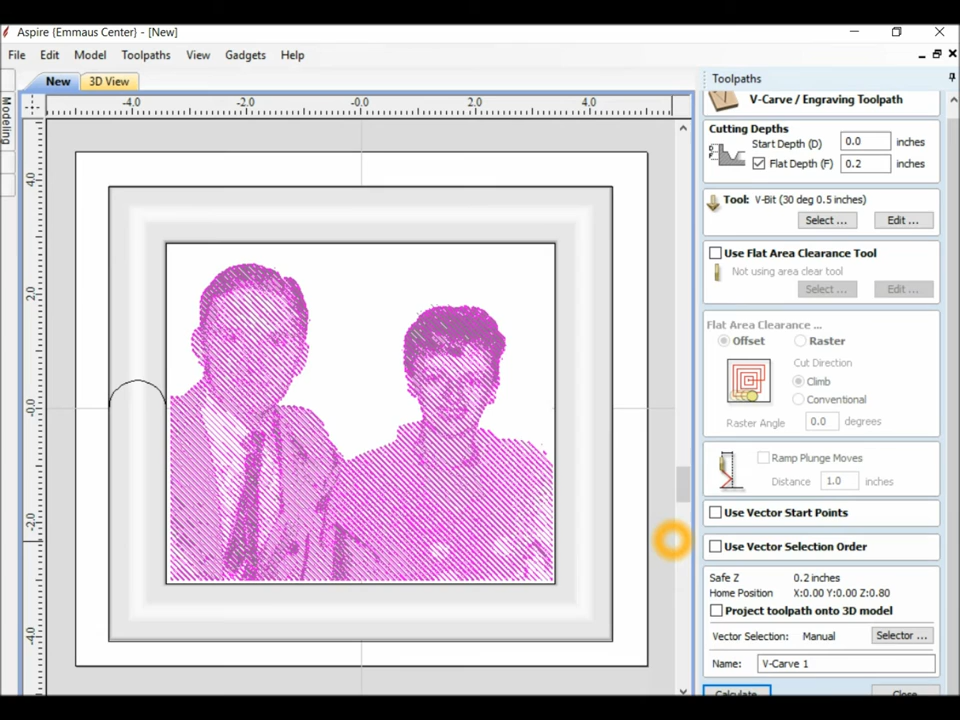 Aspire (Emmaus Center) - [New]
File Edit Model Toolpaths View Gadgets Help
New 3D View
Toolpaths
-4.0 -2.0 -0.0 2.0 4.0
4.0
2.0
-0.0
-2.0
-4.0
Modeling
V-Carve / Engraving Toolpath
Cutting Depths
Start Depth (D) 0.0 inches
Flat Depth (F) 0.2 inches
Tool: V-Bit (30 deg 0.5 inches)
Select ... Edit ...
Use Flat Area Clearance Tool
Not using area clear tool
Select ... Edit ...
Flat Area Clearance ...
Offset Raster
Cut Direction
Climb
Conventional
Raster Angle 0.0 degrees
Ramp Plunge Moves
Distance 1.0 inches
Use Vector Start Points
Use Vector Selection Order
Safe Z 0.2 inches
Home Position X:0.00 Y:0.00 Z:0.80
Project toolpath onto 3D model
Vector Selection: Manual Selector ...
Name: V-Carve 1
Calculate Close